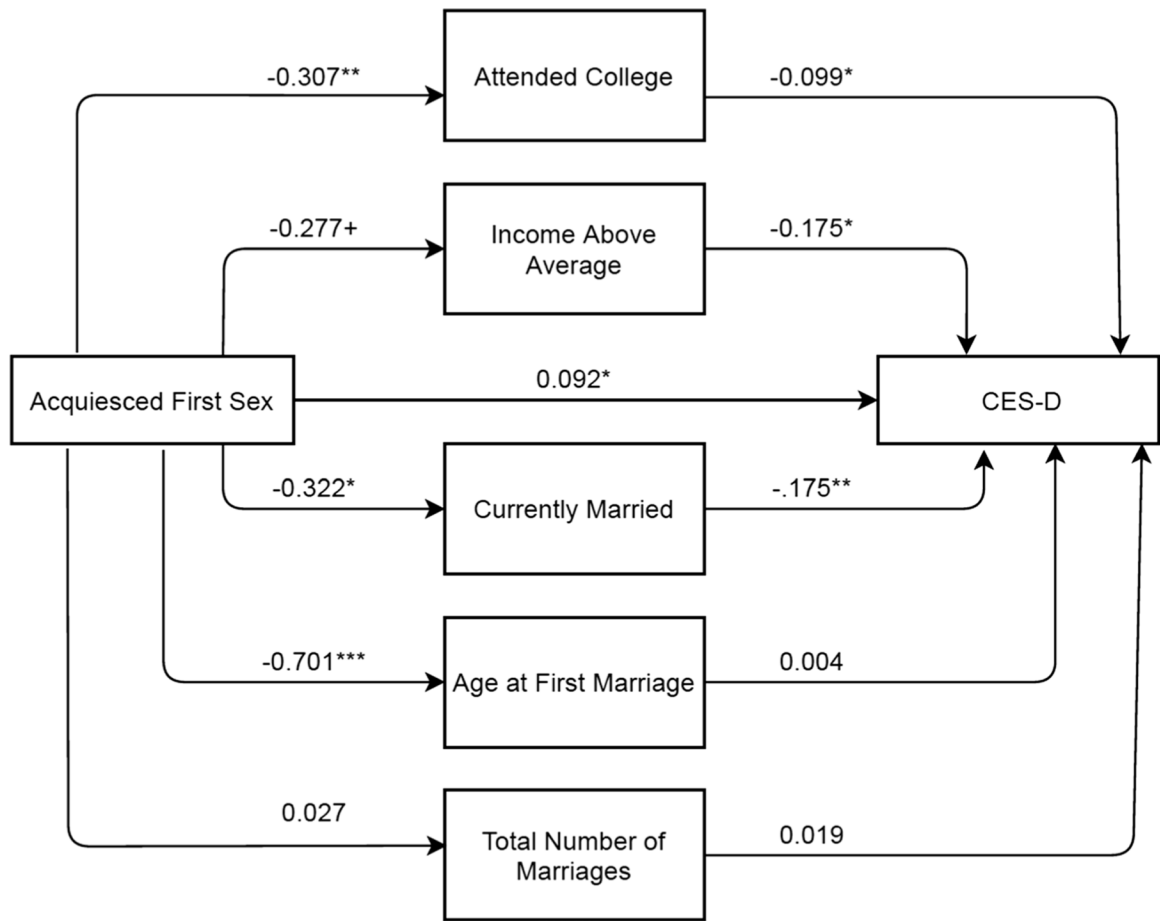 -0.307**
Attended College
-0.099*
-0.277+
Income Above
Average
-0.175*
Acquiesced First Sex
0.092*
CES-D
-0.322*
Currently Married
-.175**
-0.701***
Age at First Marriage
0.004
0.027
Total Number of
Marriages
0.019